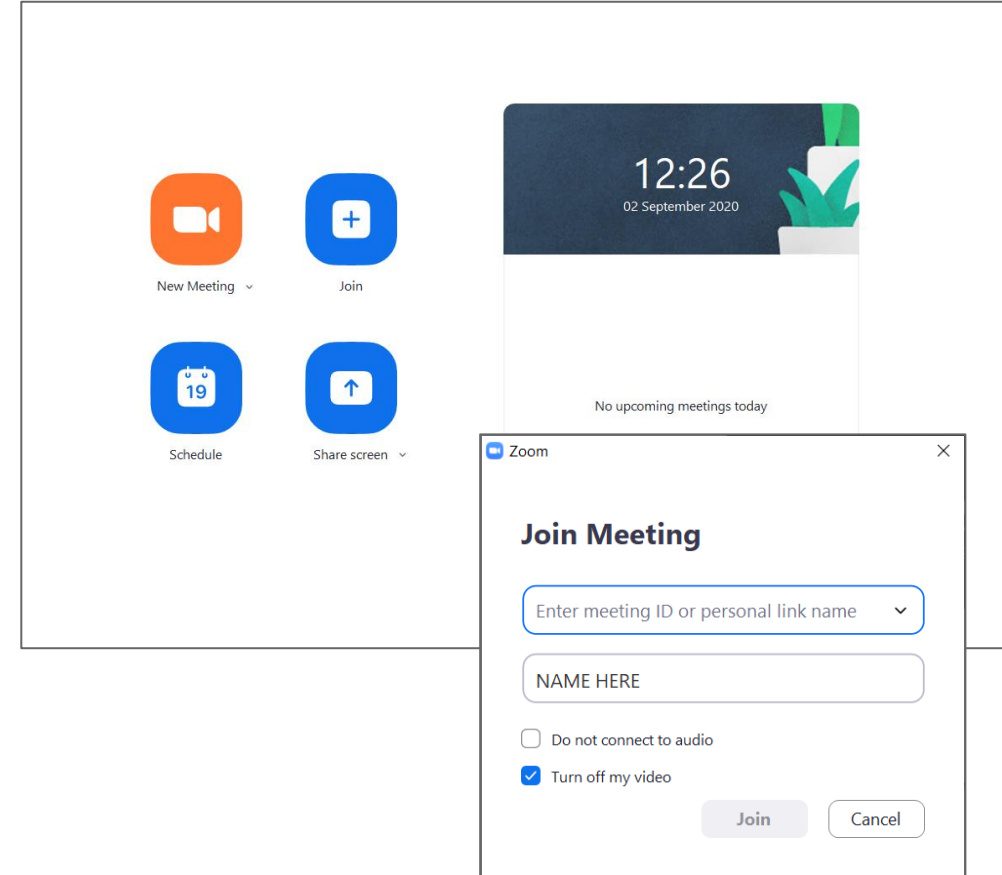 12:26
02 September 2020
New Meeting
Join
19
Schedule
Share screen
No upcoming meetings today
Zoom
Join Meeting
Enter meeting ID or personal link name
NAME HERE
Do not connect to audio
Turn off my video
Join
Cancel